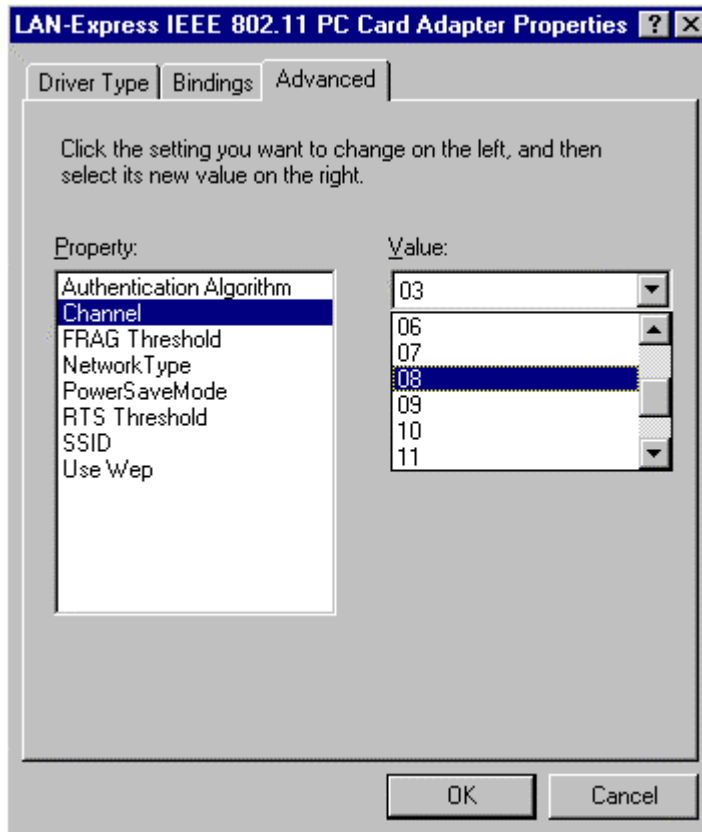 LAN-Express IEEE 802.11 PC Card Adapter Properties ? X
Driver Type Bindings Advanced
Click the setting you want to change on the left, and then
select its new value on the right.
Property:
Authentication Algorithm
Channel
FRAG Threshold
NetworkType
PowerSaveMode
RTS Threshold
SSID
Use Wep
Value:
03
06
07
08
09
10
11
OK Cancel